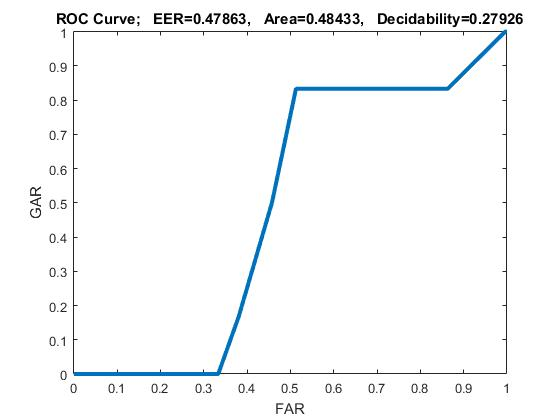 ROC Curve;   EER=0.47863,   Area=0.48433,   Decidability=0.27926
1
0.9
0.8
0.7
0.6
0.5
0.4
0.3
0.2
0.1
0
GAR
0 0.1 0.2 0.3 0.4 0.5 0.6 0.7 0.8 0.9 1
FAR